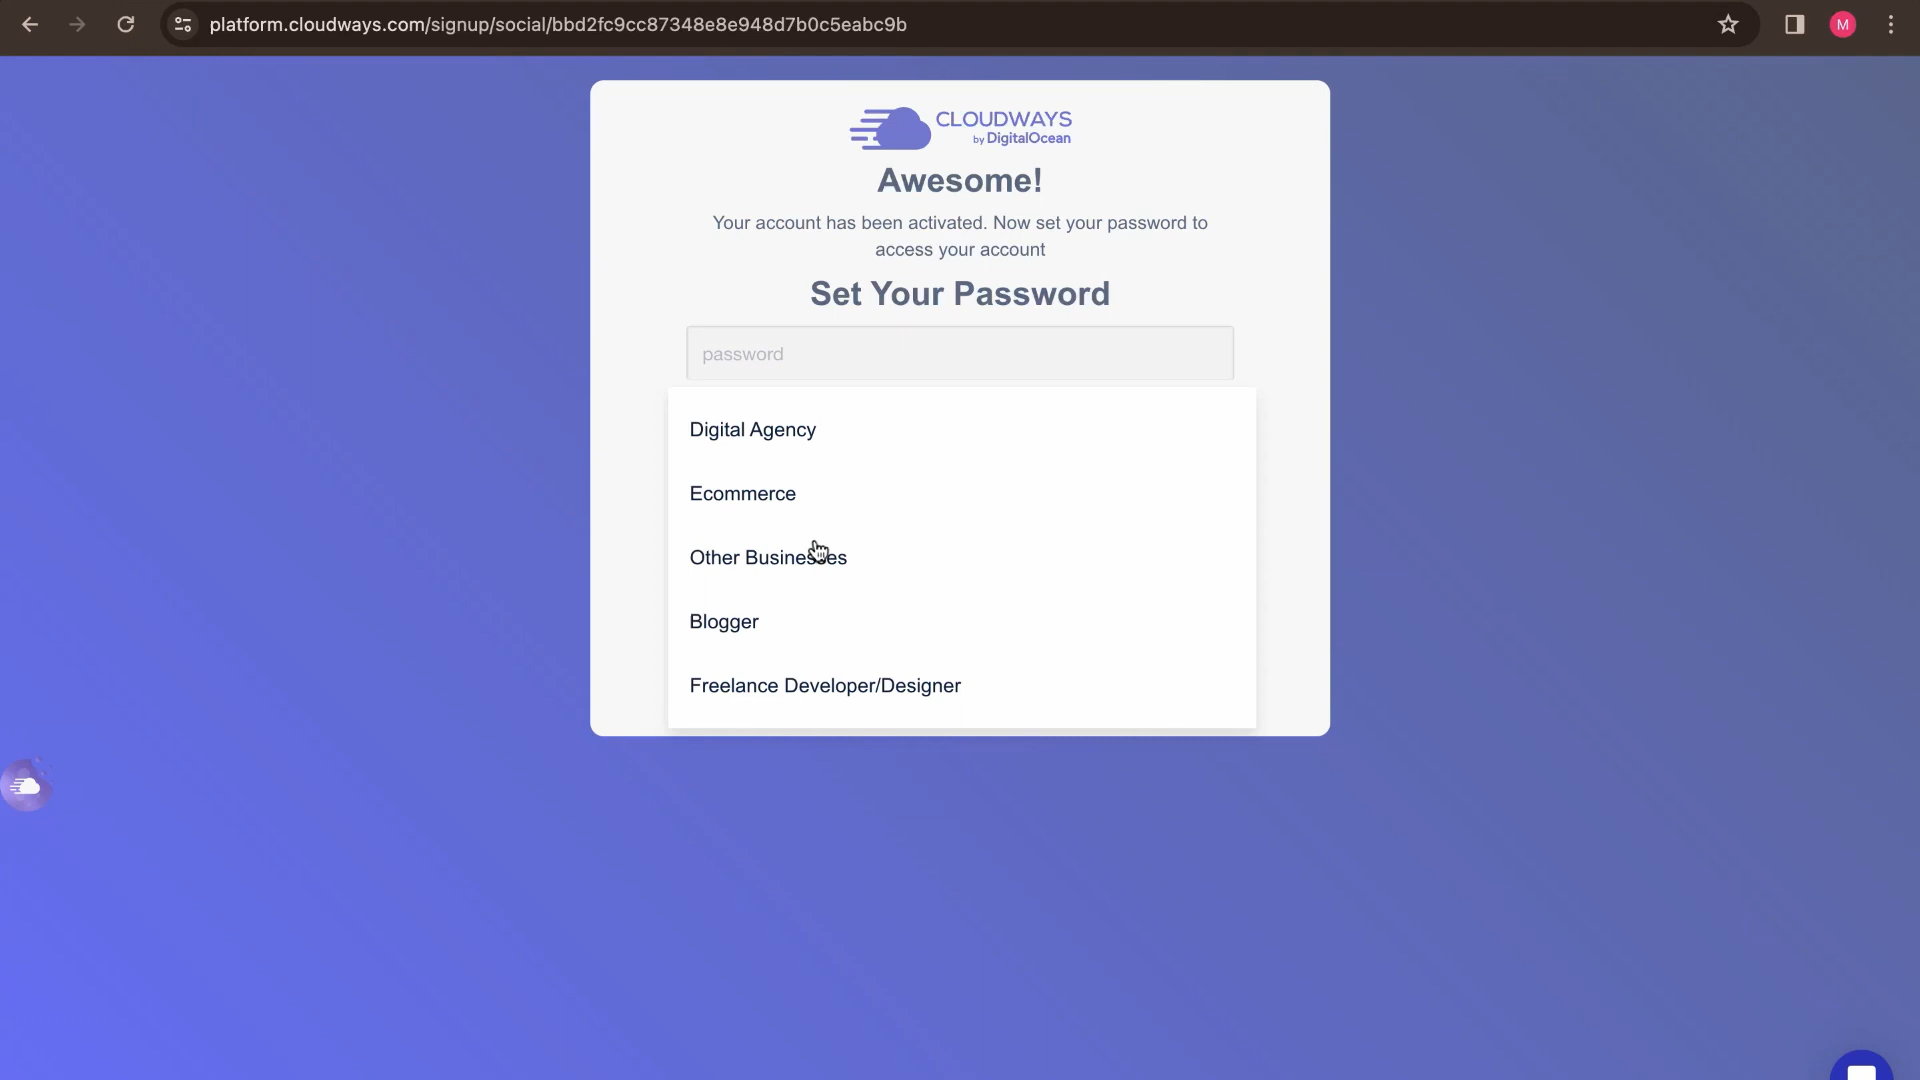 platform.cloudways.com/signup/social/bbd2fc9cc87348e8e948d7b0c5eabc9b
M
CLOUDWAYS
by DigitalOcean
Awesome!
Your account has been activated. Now set your password to
access your account
Set Your Password
password
Digital Agency
Ecommerce
Other Businesses
Blogger
Freelance Developer/Designer